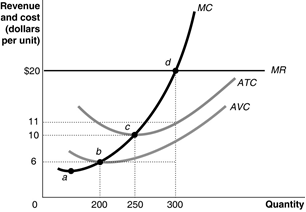 Revenue
and cost
(dollars
per unit)
MC
d
$20
MR
ATC
AVC
11
c
10
b
6
a
0
200 250 300 Quantity